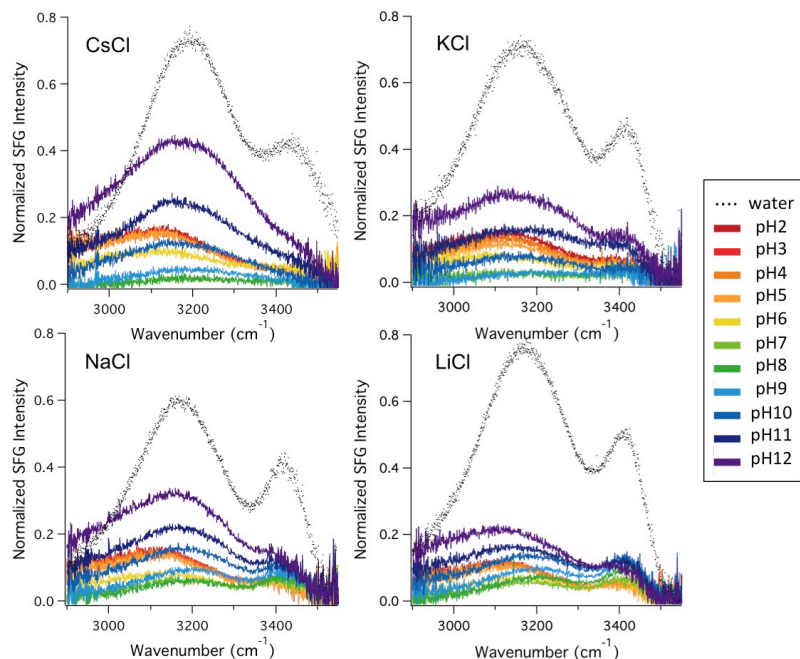 CsCl
Normalized SFG Intensity
0.8
0.6
0.4
0.2
0.0
3000
3200
3400
Wavenumber (cm-1)
KCl
Normalized SFG Intensity
0.8
0.6
0.4
0.2
0.0
3000
3200
3400
Wavenumber (cm-1)
NaCl
Normalized SFG Intensity
0.8
0.6
0.4
0.2
0.0
3000
3200
3400
Wavenumber (cm-1)
LiCl
Normalized SFG Intensity
0.8
0.6
0.4
0.2
0.0
3000
3200
3400
Wavenumber (cm-1)
water
pH2
pH3
pH4
pH5
pH6
pH7
pH8
pH9
pH10
pH11
pH12